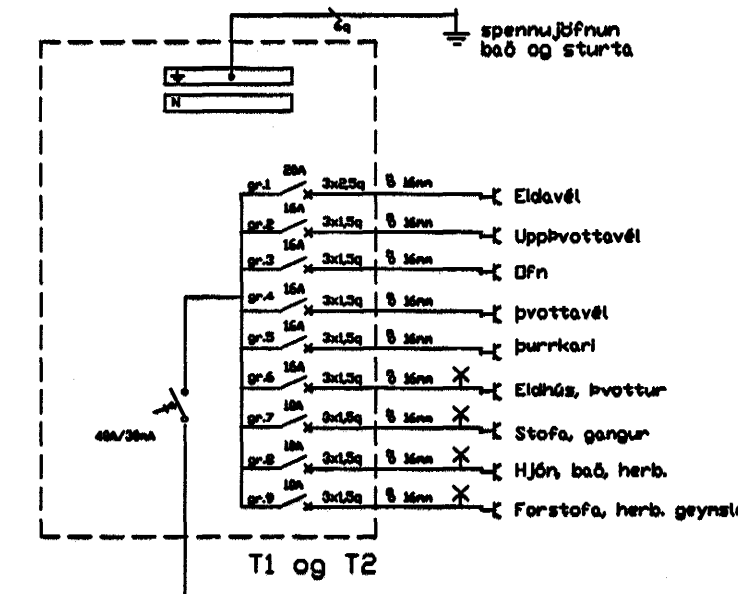 6q
spennujöfnun
bað og sturta
N
gr.1 20A 3x2,5q 16mm Eldavél
gr.2 16A 3x1,5q 16mm Uppþvottavél
gr.3 16A 3x1,5q 16mm Ofn
gr.4 16A 3x1,5q 16mm Þvottavél
gr.5 16A 3x1,5q 16mm Þurrkari
gr.6 16A 3x1,5q 16mm Eldhús, Þvottur
gr.7 10A 3x1,5q 16mm Stofa, gangur
gr.8 10A 3x1,5q 16mm Hjón, bað, herb.
gr.9 10A 3x1,5q 16mm Forstofa, herb. geymsla
40A/30mA
T1 og T2